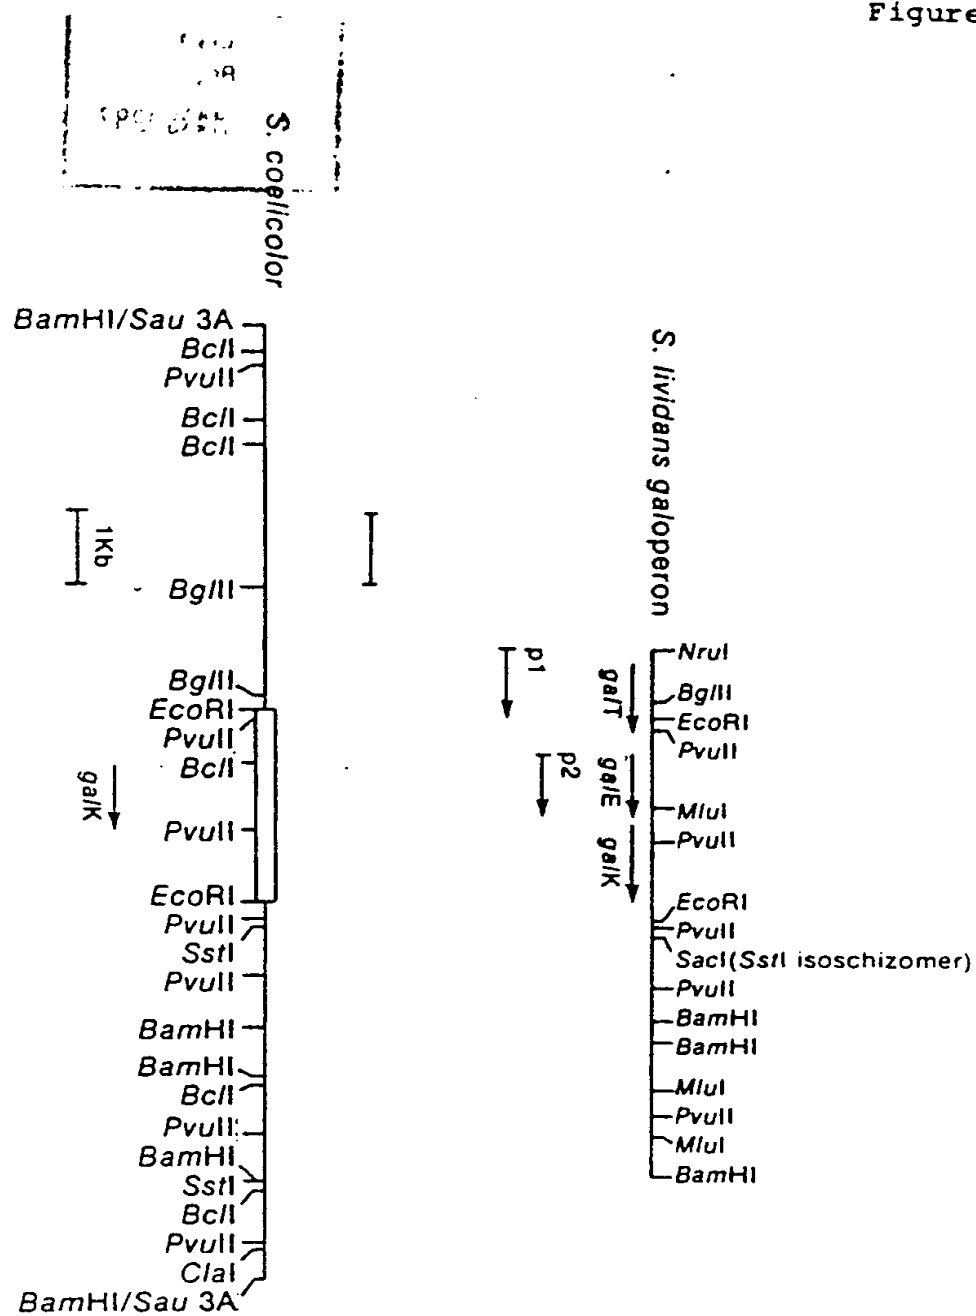 Figure
S. coelicolor
BamHI/Sau 3A
BclI
PvuII
BclI
BclI
1Kb
BglII
BglII
EcoRI
PvuII
BclI
galK
PvuII
EcoRI
PvuII
SstI
PvuII
BamHI
BamHI
BclI
PvuII
BamHI
SstI
BclI
PvuII
ClaI
BamHI/Sau 3A
S. lividans galoperon
p1
galT
p2
galE
galK
NruI
BglII
EcoRI
PvuII
MluI
PvuII
EcoRI
PvuII
SacI(SstI isoschizomer)
PvuII
BamHI
BamHI
MluI
PvuII
MluI
BamHI